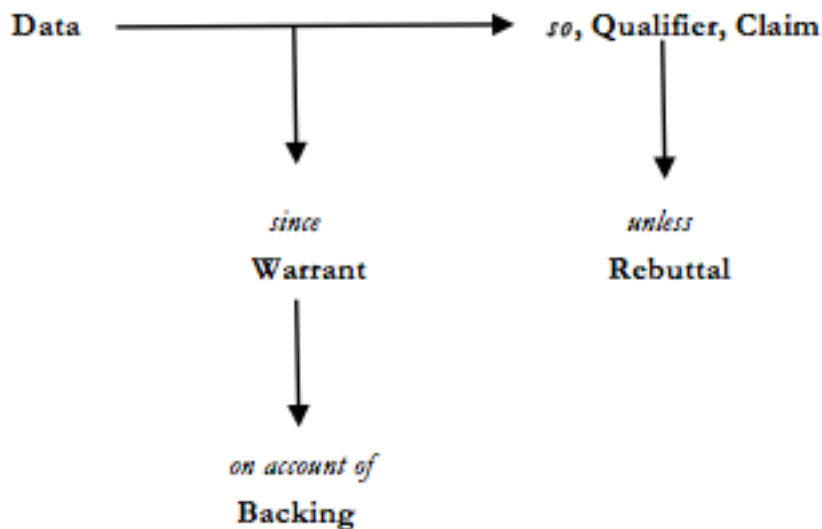 Data
so, Qualifier, Claim
since
unless
Warrant
Rebuttal
on account of
Backing